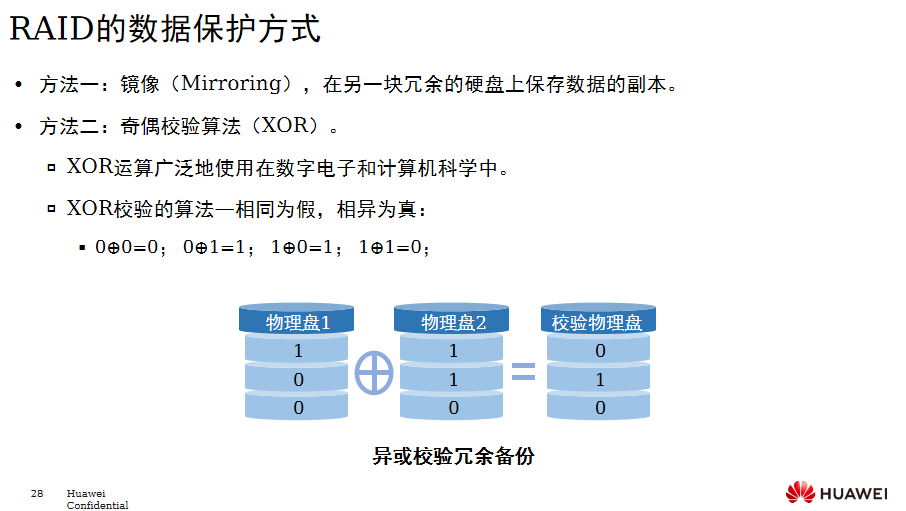 RAID的数据保护方式
• 方法一：镜像（Mirroring），在另一块冗余的硬盘上保存数据的副本。
• 方法二：奇偶校验算法（XOR）。
XOR运算广泛地使用在数字电子和计算机科学中。
XOR校验的算法—相同为假，相异为真：
▪ 0⊕0=0； 0⊕1=1； 1⊕0=1； 1⊕1=0；
物理盘1 物理盘2 校验物理盘
1 1 0
0 ⊕ 1 = 1
0 0 0
异或校验冗余备份
28 Huawei
Confidential
HUAWEI